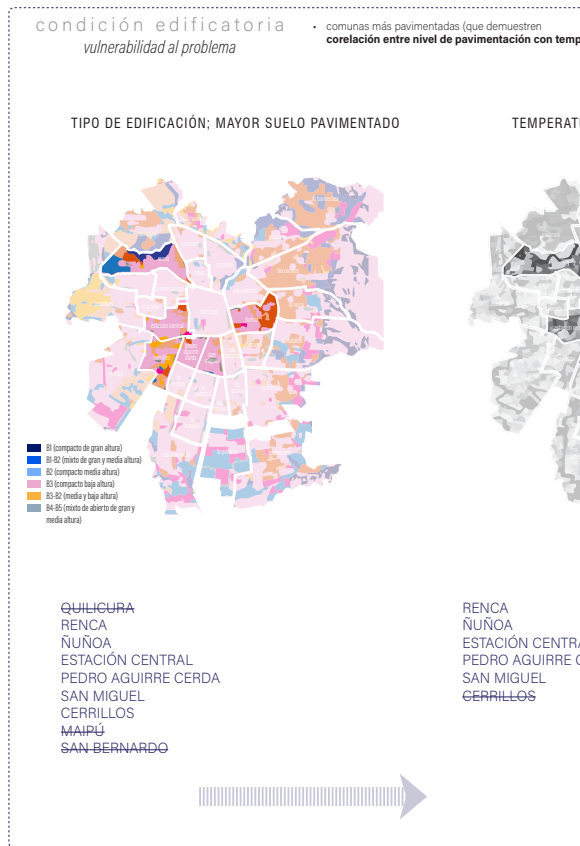 condición edificatoria
vulnerabilidad al problema
• comunas más pavimentadas (que demuestren
corelación entre nivel de pavimentación con temp
TIPO DE EDIFICACIÓN; MAYOR SUELO PAVIMENTADO
TEMPERATU
estación central
B1 (compacto de gran altura)
B1-B2 (mixto de gran y media altura)
B2 (compacto media altura)
B3 (compacto baja altura)
B3-B2 (media y baja altura)
B4-B5 (mixto de abierto de gran y
media altura)
QUILICURA
RENCA
ÑUÑOA
ESTACIÓN CENTRAL
PEDRO AGUIRRE CERDA
SAN MIGUEL
CERRILLOS
MAIPÚ
SAN BERNARDO
RENCA
ÑUÑOA
ESTACIÓN CENTRA
PEDRO AGUIRRE C
SAN MIGUEL
CERRILLOS